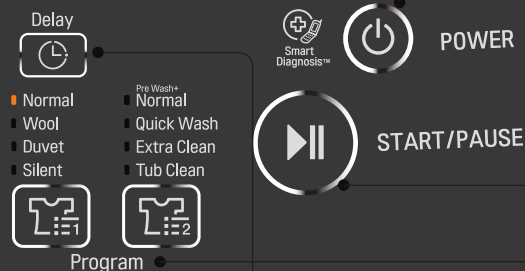 Delay
Smart
Diagnosis™
POWER
Normal
Wool
Duvet
Silent
Pre Wash+
Normal
Quick Wash
Extra Clean
Tub Clean
START/PAUSE
1
2
Program